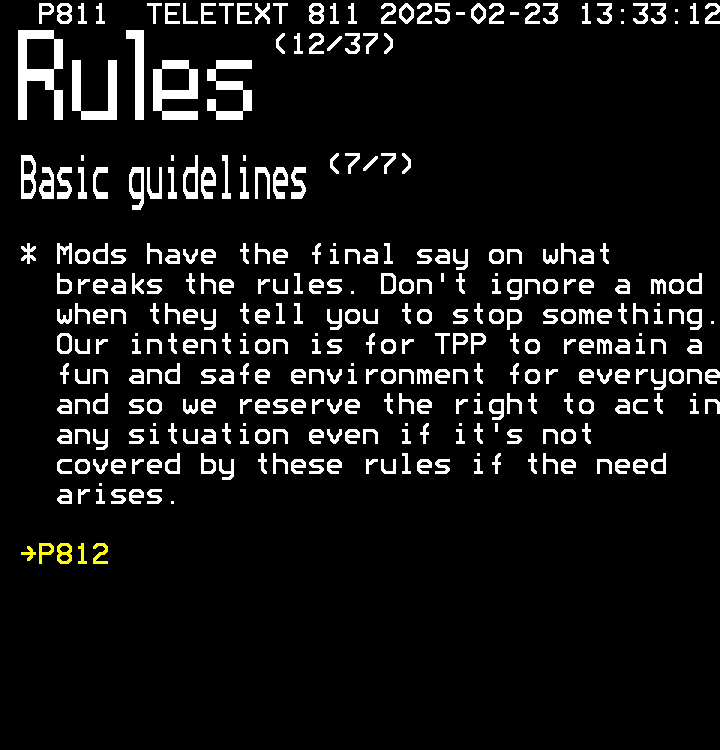 P811 TELETEXT 811 2025-02-23 13:33:12
Rules (12/37)
Basic guidelines (7/7)
* Mods have the final say on what
breaks the rules. Don't ignore a mod
when they tell you to stop something.
Our intention is for TPP to remain a
fun and safe environment for everyone
and so we reserve the right to act in
any situation even if it's not
covered by these rules if the need
arises.
→P812